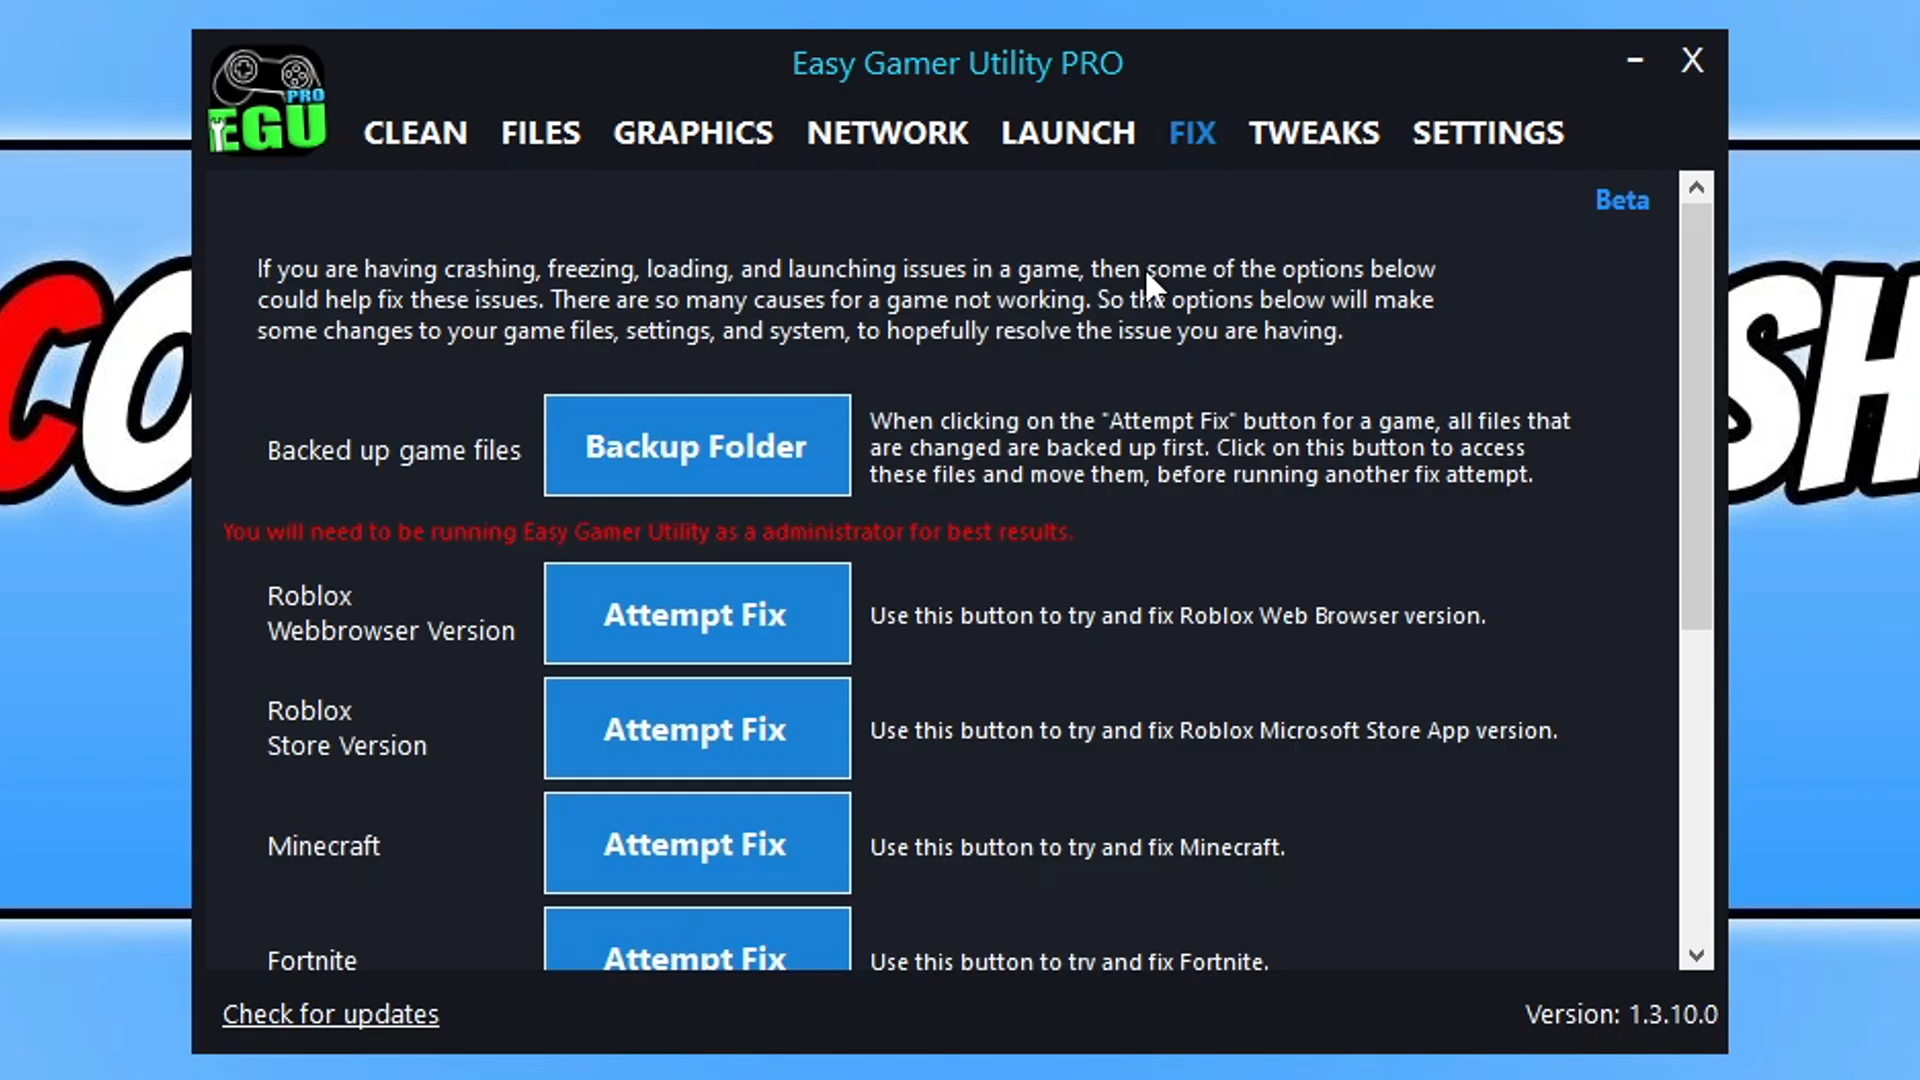 Easy Gamer Utility PRO
- X
PRO
EGU
CLEAN FILES GRAPHICS NETWORK LAUNCH FIX TWEAKS SETTINGS
Beta
If you are having crashing, freezing, loading, and launching issues in a game, then some of the options below
could help fix these issues. There are so many causes for a game not working. So the options below will make
some changes to your game files, settings, and system, to hopefully resolve the issue you are having.
Backed up game files
Backup Folder
When clicking on the "Attempt Fix" button for a game, all files that
are changed are backed up first. Click on this button to access
these files and move them, before running another fix attempt.
You will need to be running Easy Gamer Utility as a administrator for best results.
Roblox
Webbrowser Version
Attempt Fix
Use this button to try and fix Roblox Web Browser version.
Roblox
Store Version
Attempt Fix
Use this button to try and fix Roblox Microsoft Store App version.
Minecraft
Attempt Fix
Use this button to try and fix Minecraft.
Fortnite
Attempt Fix
Use this button to try and fix Fortnite.
Check for updates
Version: 1.3.10.0
CO
SH